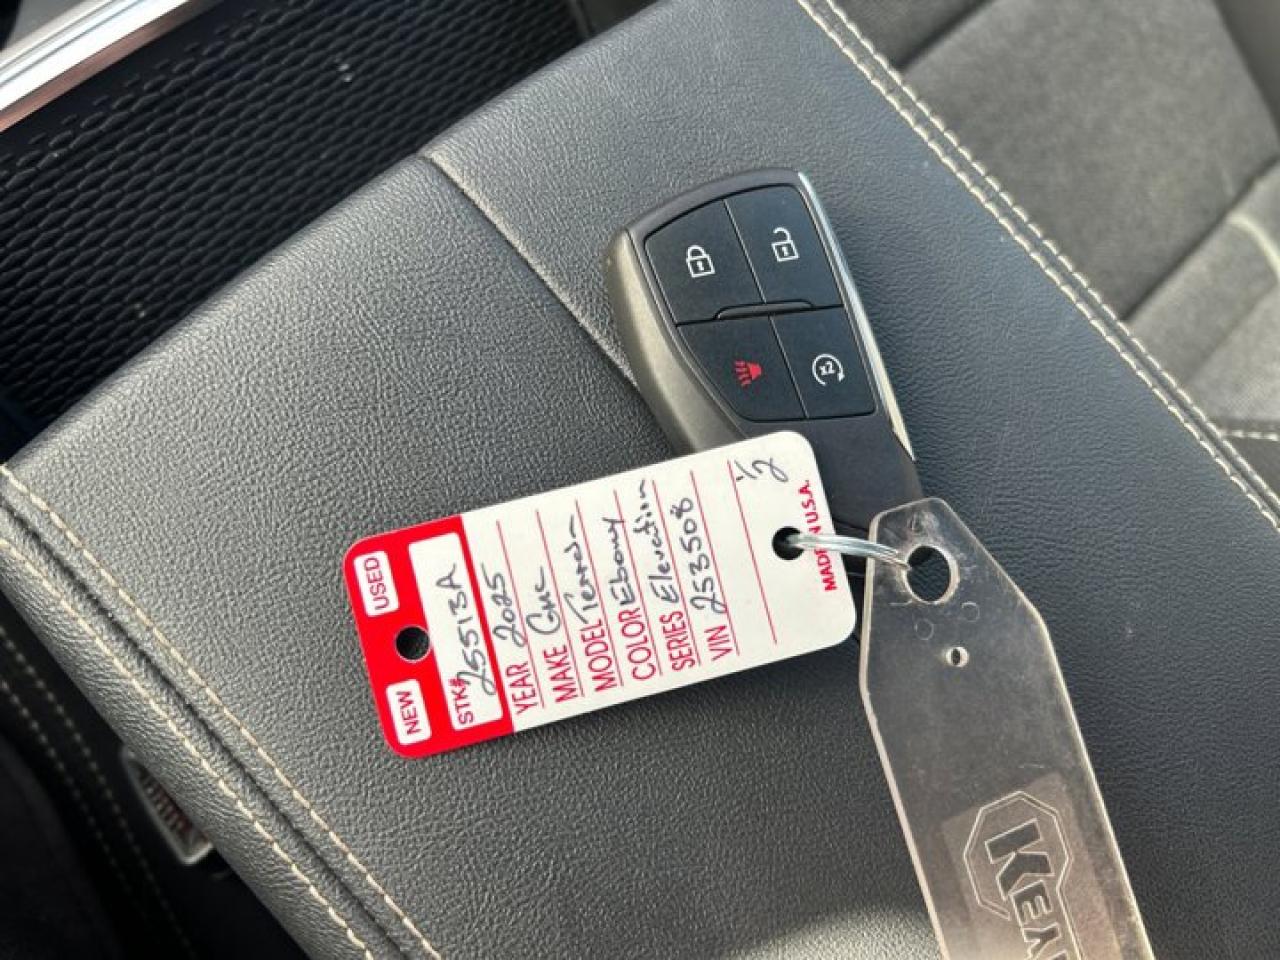 USED
NEW
STK# 25513A
YEAR 2025
MAKE GMC
MODEL Terrain
COLOR Ebony
SERIES Elevation
VIN 253508
1/2
MADE IN U.S.A.
x2